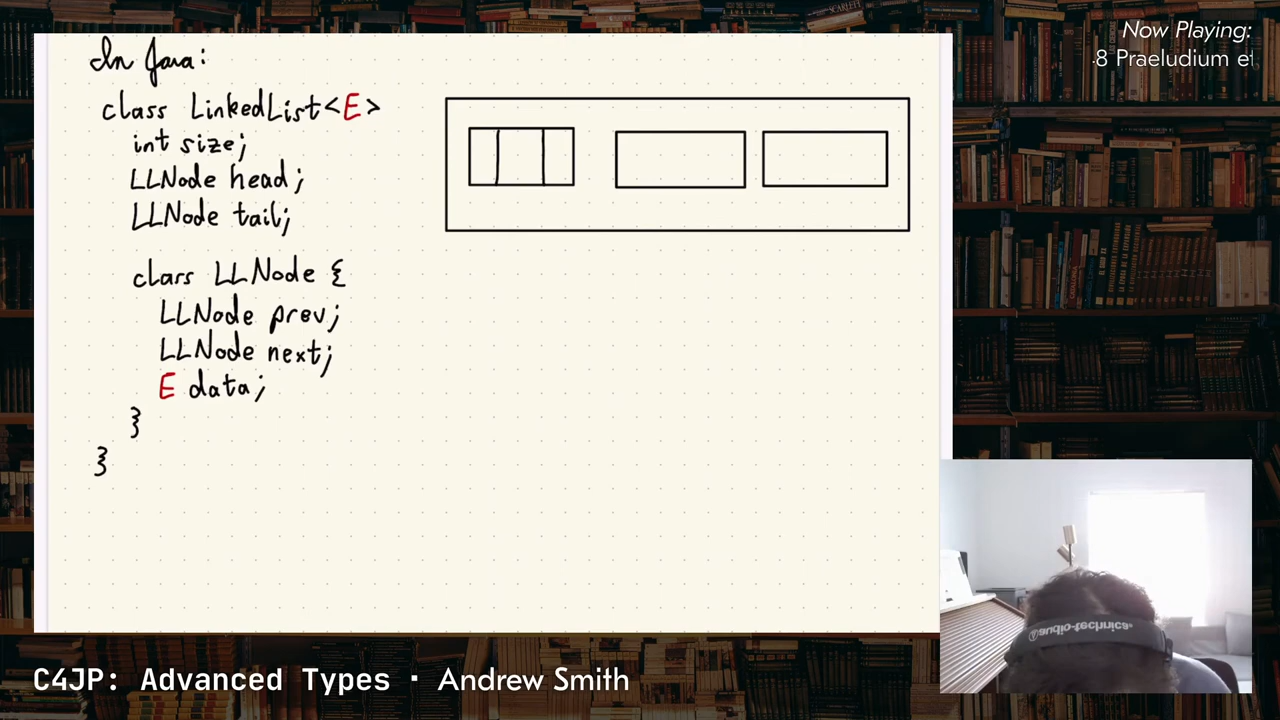 In Java:
class LinkedList<E>
int size;
LLNode head;
LLNode tail;
class LLNode {
LLNode prev;
LLNode next;
E data;
}
}
Now Playing:
8 Praeludium et
audio-technica
C4JP: Advanced Types · Andrew Smith